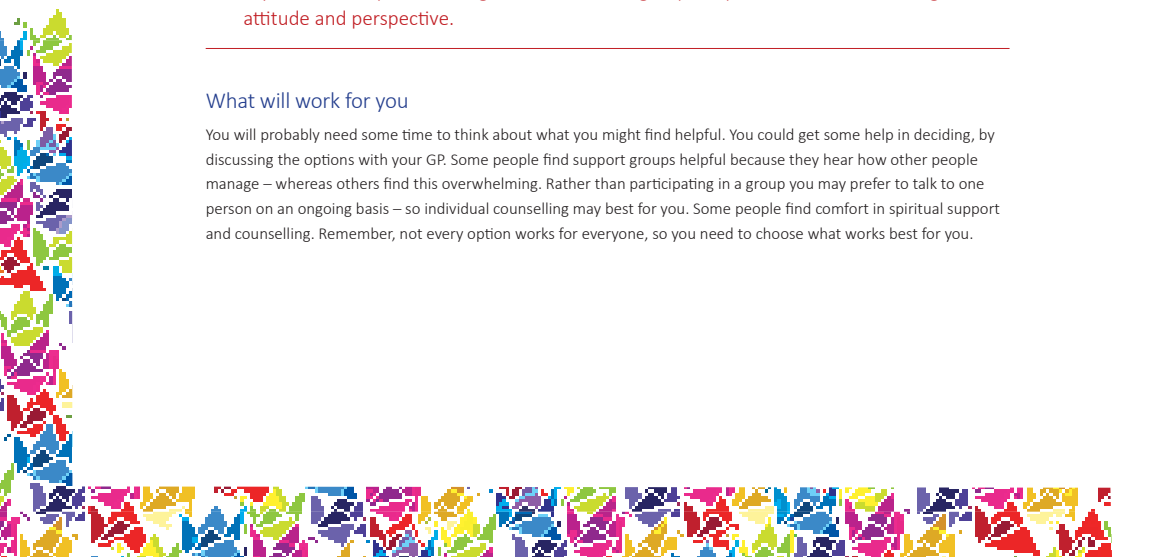 attitude and perspective.
What will work for you
You will probably need some time to think about what you might find helpful. You could get some help in deciding, by
discussing the options with your GP. Some people find support groups helpful because they hear how other people
manage – whereas others find this overwhelming. Rather than participating in a group you may prefer to talk to one
person on an ongoing basis – so individual counselling may best for you. Some people find comfort in spiritual support
and counselling. Remember, not every option works for everyone, so you need to choose what works best for you.